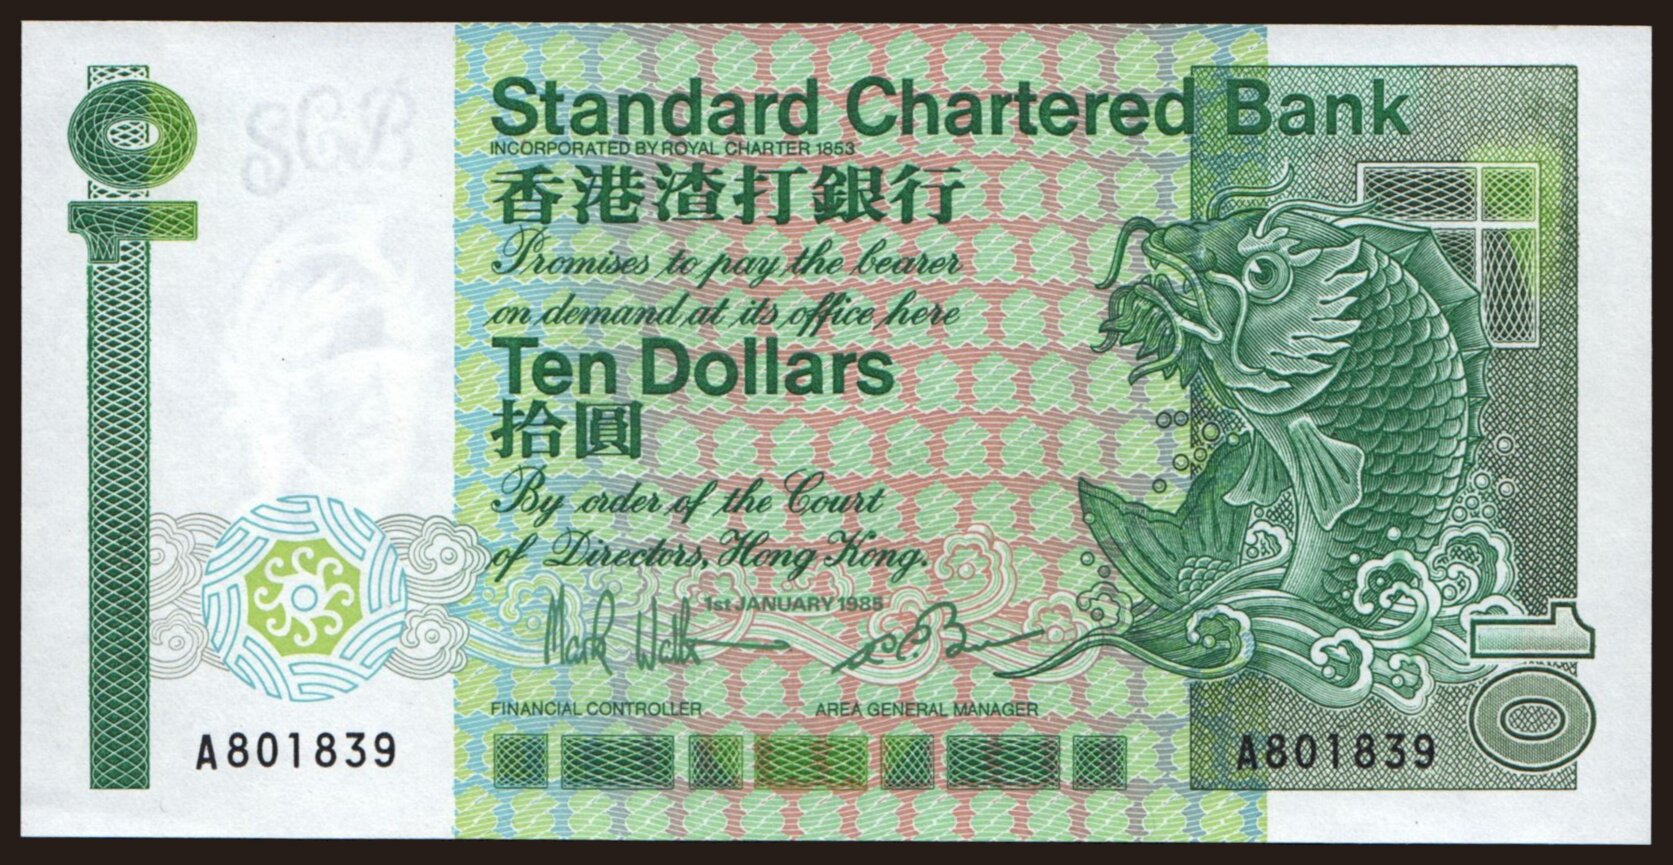 10
SCB
Standard Chartered Bank
INCORPORATED BY ROYAL CHARTER 1853
香港渣打銀行
Promises to pay the bearer
on demand at its office here
Ten Dollars
拾圓
By order of the Court
of Directors, Hong Kong.
1st JANUARY 1985
FINANCIAL CONTROLLER
AREA GENERAL MANAGER
A801839
A801839
10